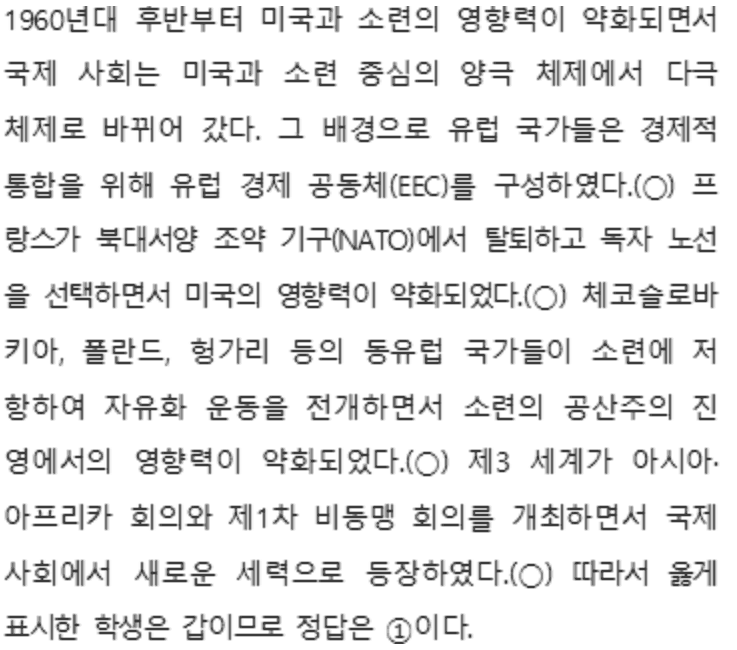 1960년대 후반부터 미국과 소련의 영향력이 약화되면서
국제 사회는 미국과 소련 중심의 양극 체제에서 다극
체제로 바뀌어 갔다. 그 배경으로 유럽 국가들은 경제적
통합을 위해 유럽 경제 공동체(EEC)를 구성하였다.(○) 프
랑스가 북대서양 조약 기구(NATO)에서 탈퇴하고 독자 노선
을 선택하면서 미국의 영향력이 약화되었다.(○) 체코슬로바
키아, 폴란드, 헝가리 등의 동유럽 국가들이 소련에 저
항하여 자유화 운동을 전개하면서 소련의 공산주의 진
영에서의 영향력이 약화되었다.(○) 제3 세계가 아시아·
아프리카 회의와 제1차 비동맹 회의를 개최하면서 국제
사회에서 새로운 세력으로 등장하였다.(○) 따라서 옳게
표시한 학생은 갑이므로 정답은 ①이다.